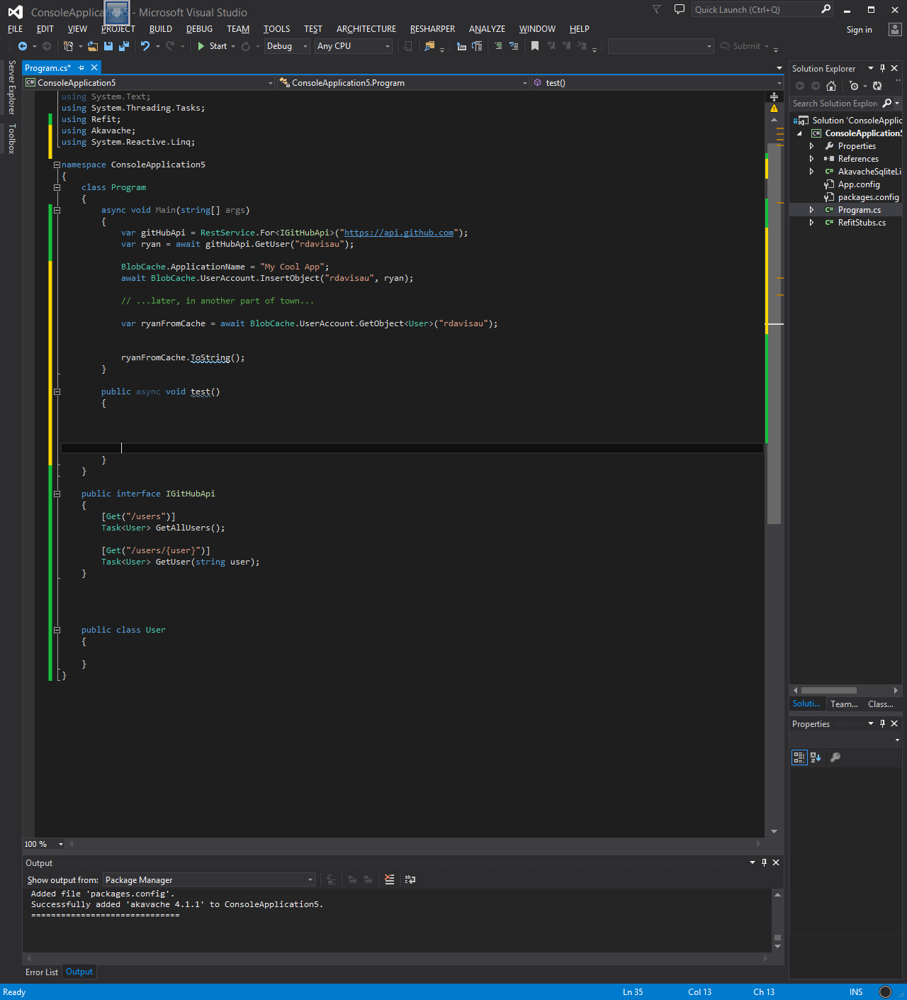 ConsoleApplication5 - Microsoft Visual Studio
Quick Launch (Ctrl+Q)
FILE EDIT VIEW PROJECT BUILD DEBUG TEAM TOOLS TEST ARCHITECTURE RESHARPER ANALYZE WINDOW HELP
Sign in
Start Debug Any CPU Submit
Server Explorer
Toolbox
Program.cs*
ConsoleApplication5 ConsoleApplication5.Program test()
using System.Text;
using System.Threading.Tasks;
using Refit;
using Akavache;
using System.Reactive.Linq;
namespace ConsoleApplication5
{
class Program
{
async void Main(string[] args)
{
var gitHubApi = RestService.For<IGitHubApi>("https://api.github.com");
var ryan = await gitHubApi.GetUser("rdavisau");
BlobCache.ApplicationName = "My Cool App";
await BlobCache.UserAccount.InsertObject("rdavisau", ryan);
// ...later, in another part of town...
var ryanFromCache = await BlobCache.UserAccount.GetObject<User>("rdavisau");
ryanFromCache.ToString();
}
public async void test()
{
}
}
public interface IGitHubApi
{
[Get("/users")]
Task<User> GetAllUsers();
[Get("/users/{user}")]
Task<User> GetUser(string user);
}
public class User
{
}
}
100 %
Solution Explorer
Search Solution Explor
Solution 'ConsoleApplic
ConsoleApplication5
Properties
References
AkavacheSqliteLi
App.config
packages.config
Program.cs
RefitStubs.cs
Soluti... Team... Class...
Properties
Output
Show output from: Package Manager
Added file 'packages.config'.
Successfully added 'akavache 4.1.1' to ConsoleApplication5.
==============================
Error List Output
Ready Ln 35 Col 13 Ch 13 INS